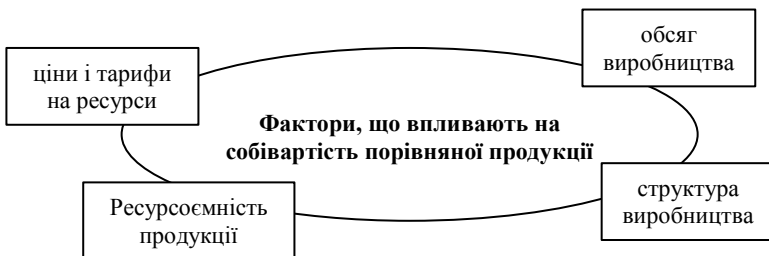 ціни і тарифи
на ресурси
обсяг
виробництва
Фактори, що впливають на
собівартість порівняної продукції
Ресурсоємність
продукції
структура
виробництва